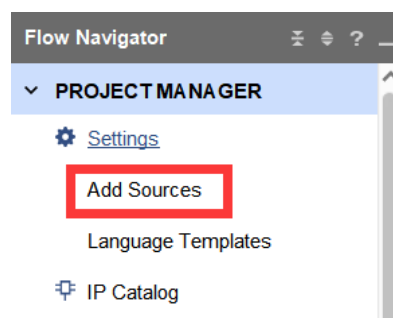 Flow Navigator ?
PROJECT MANAGER
Settings
Add Sources
Language Templates
IP Catalog